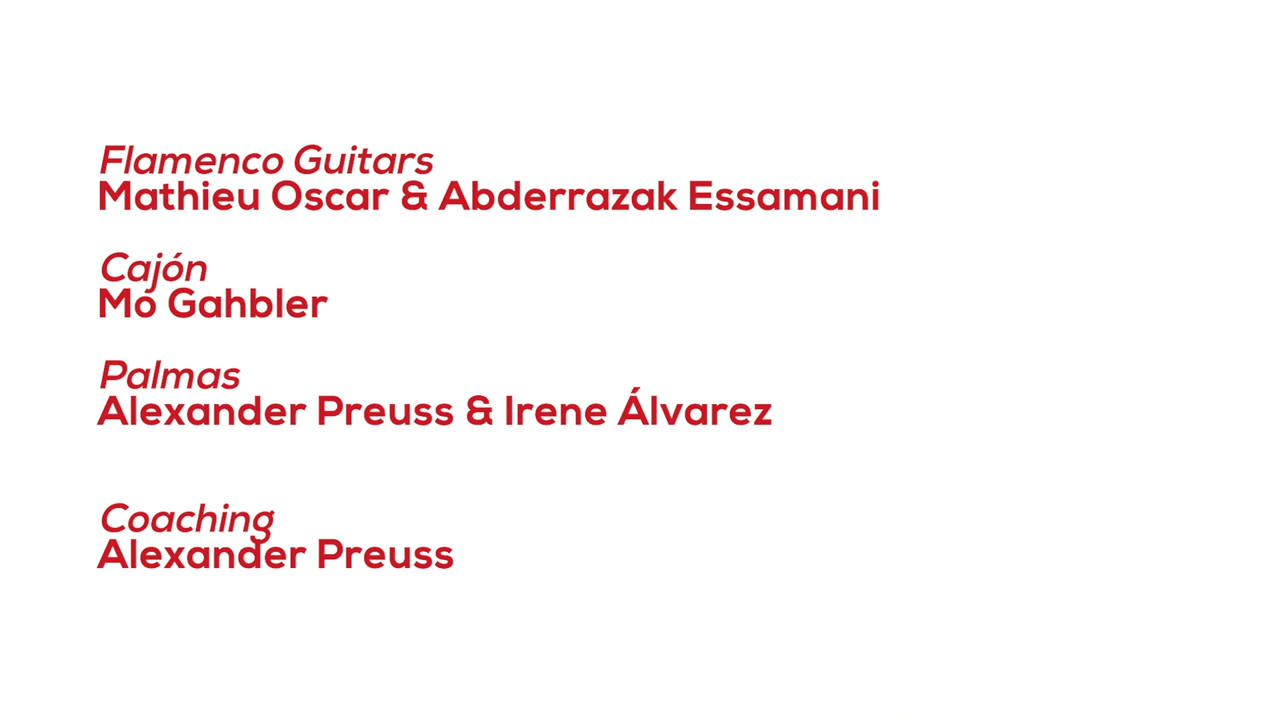 Flamenco Guitars
Mathieu Oscar & Abderrazak Essamani
Cajón
Mo Gahbler
Palmas
Alexander Preuss & Irene Álvarez
Coaching
Alexander Preuss